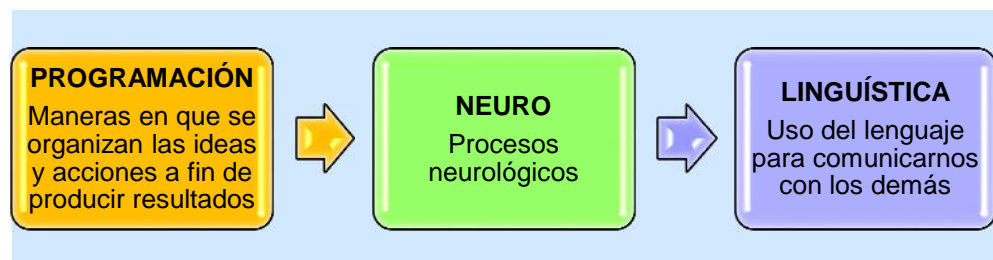 PROGRAMACIÓN
Maneras en que se
organizan las ideas
y acciones a fin de
producir resultados
NEURO
Procesos
neurológicos
LINGUÍSTICA
Uso del lenguaje
para comunicarnos
con los demás